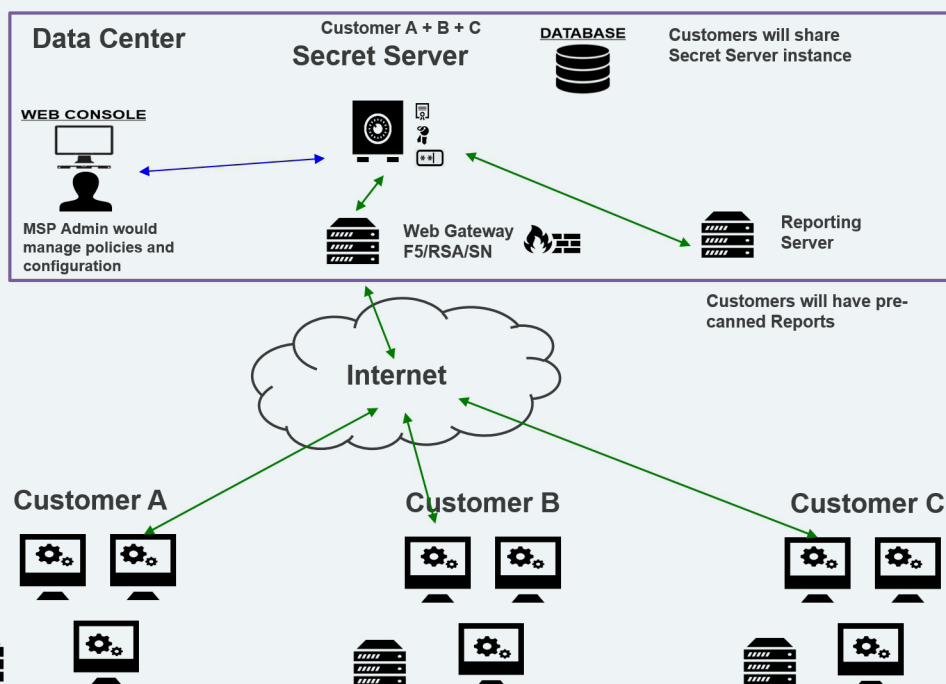 Data Center
Customer A + B + C
Secret Server
DATABASE
Customers will share
Secret Server instance
WEB CONSOLE
**
MSP Admin would
manage policies and
configuration
Web Gateway
F5/RSA/SN
Reporting
Server
Customers will have pre-
canned Reports
Internet
Customer A
Customer B
Customer C